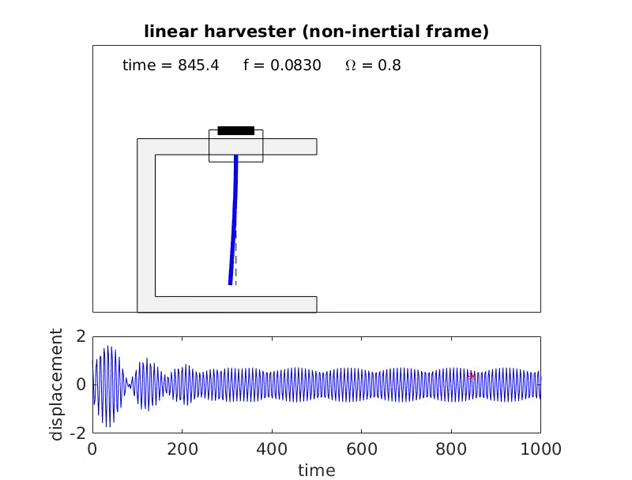 linear harvester (non-inertial frame)
time = 845.4 f = 0.0830 Ω = 0.8
2
0
-2
displacement
0 200 400 600 800 1000
time